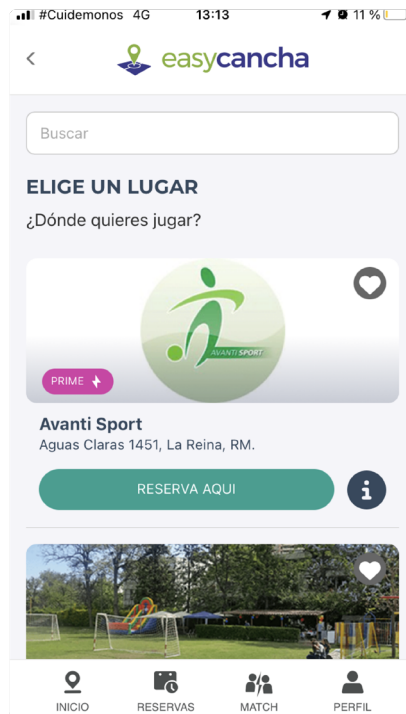 #Cuidemonos 4G 13:13 11 %
easycancha
Buscar
ELIGE UN LUGAR
¿Dónde quieres jugar?
AVANTI SPORT
PRIME
Avanti Sport
Aguas Claras 1451, La Reina, RM.
RESERVA AQUI
INICIO RESERVAS MATCH PERFIL